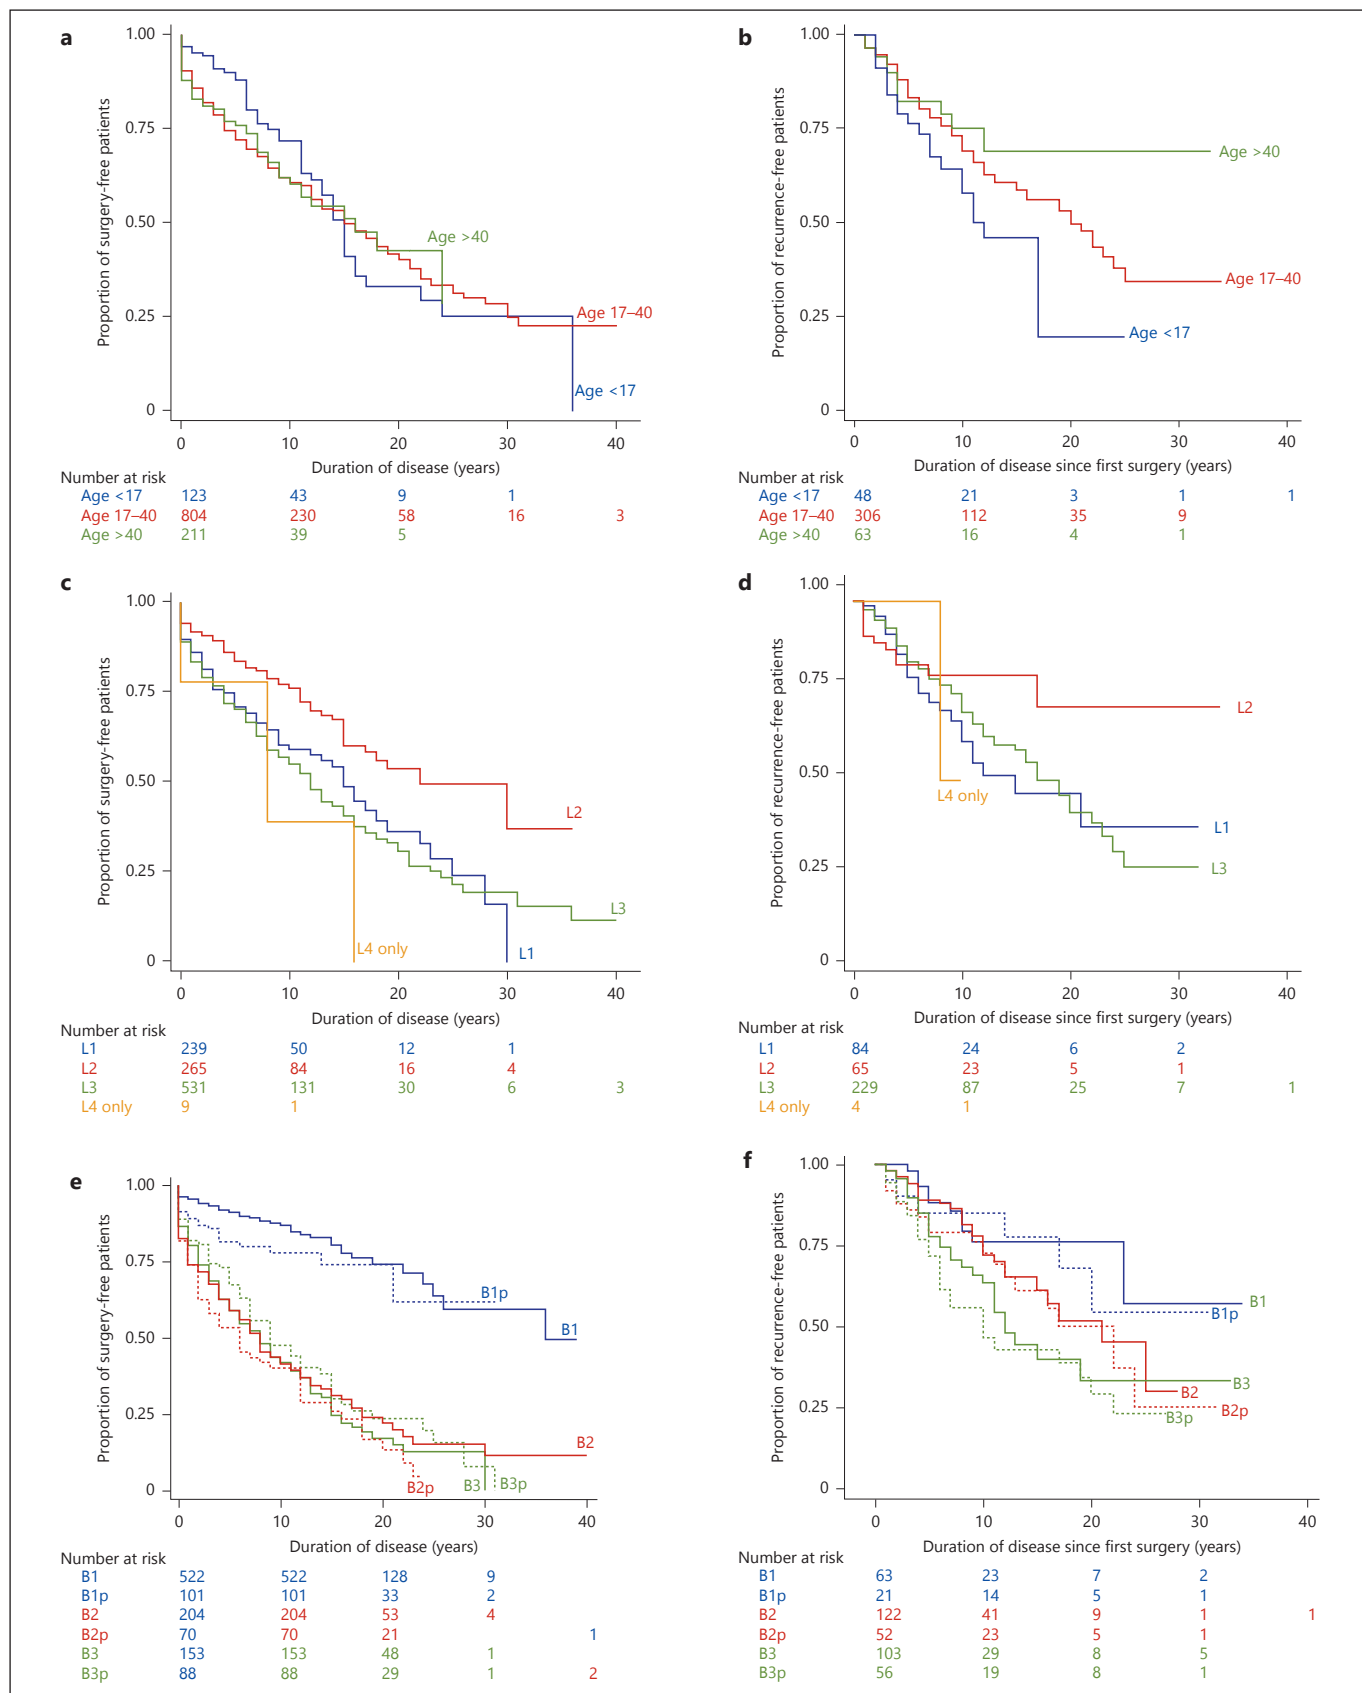 a
1.00
0.75
0.50
0.25
0
Proportion of surgery-free patients
Age >40
Age 17–40
Age <17
0 10 20 30 40
Duration of disease (years)
Number at risk
Age <17 123 43 9 1
Age 17–40 804 230 58 16 3
Age >40 211 39 5
b
1.00
0.75
0.50
0.25
0
Proportion of recurrence-free patients
Age >40
Age 17–40
Age <17
0 10 20 30 40
Duration of disease since first surgery (years)
Number at risk
Age <17 48 21 3 1 1
Age 17–40 306 112 35 9
Age >40 63 16 4 1
c
1.00
0.75
0.50
0.25
0
Proportion of surgery-free patients
L2
L3
L4 only
L1
0 10 20 30 40
Duration of disease (years)
Number at risk
L1 239 50 12 1
L2 265 84 16 4
L3 531 131 30 6 3
L4 only 9 1
d
1.00
0.75
0.50
0.25
0
Proportion of recurrence-free patients
L2
L4 only
L1
L3
0 10 20 30 40
Duration of disease since first surgery (years)
Number at risk
L1 84 24 6 2
L2 65 23 5 1
L3 229 87 25 7 1
L4 only 4 1
e
1.00
0.75
0.50
0.25
0
Proportion of surgery-free patients
B1p
B1
B2
B2p
B3
B3p
0 10 20 30 40
Duration of disease (years)
Number at risk
B1 522 522 128 9
B1p 101 101 33 2
B2 204 204 53 4
B2p 70 70 21 1
B3 153 153 48 1
B3p 88 88 29 1 2
f
1.00
0.75
0.50
0.25
0
Proportion of recurrence-free patients
B1
B1p
B3
B2
B2p
B3p
0 10 20 30 40
Duration of disease since first surgery (years)
Number at risk
B1 63 23 7 2
B1p 21 14 5 1
B2 122 41 9 1 1
B2p 52 23 5 1
B3 103 29 8 5
B3p 56 19 8 1